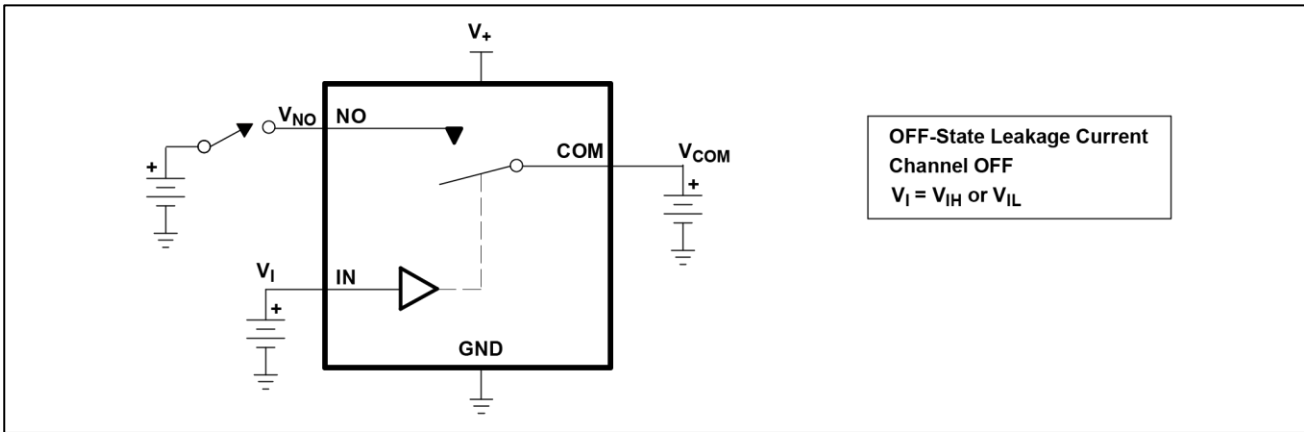 V+
VNO NO
COM VCOM
+
+
VI IN
+
GND
OFF-State Leakage Current
Channel OFF
VI = VIH or VIL